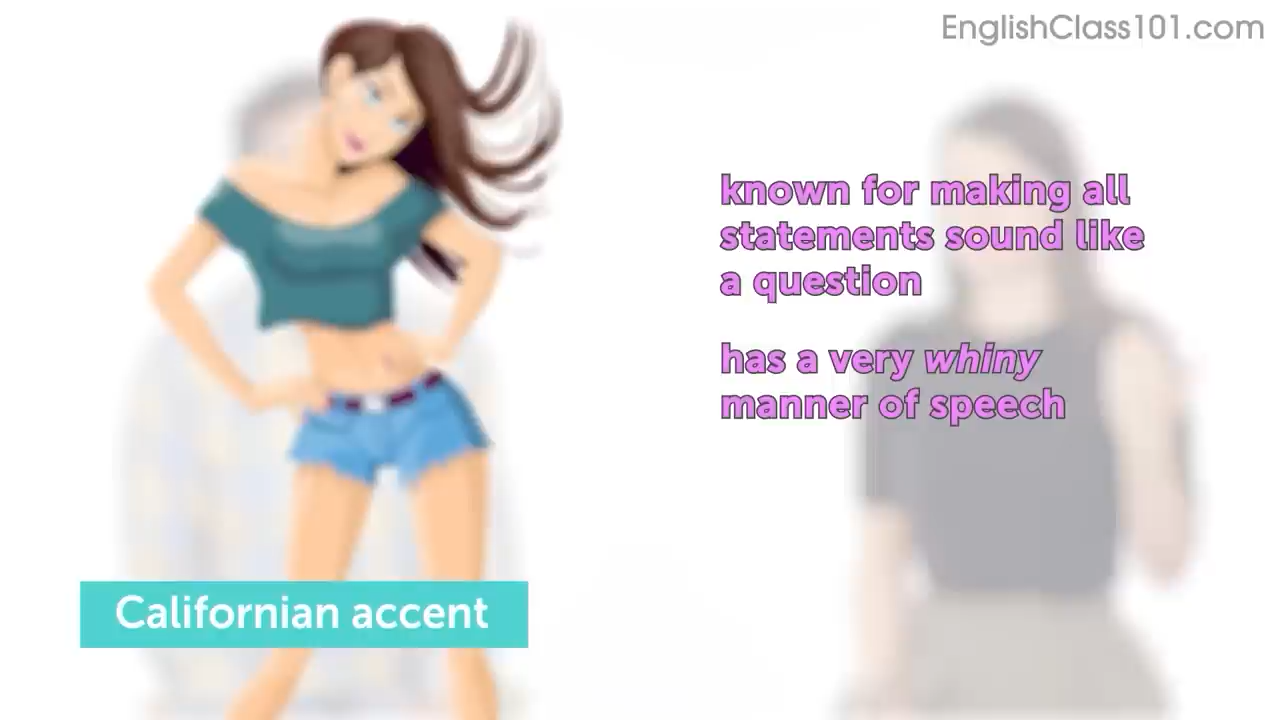 EnglishClass101.com
known for making all
statements sound like
a question
has a very whiny
manner of speech
Californian accent